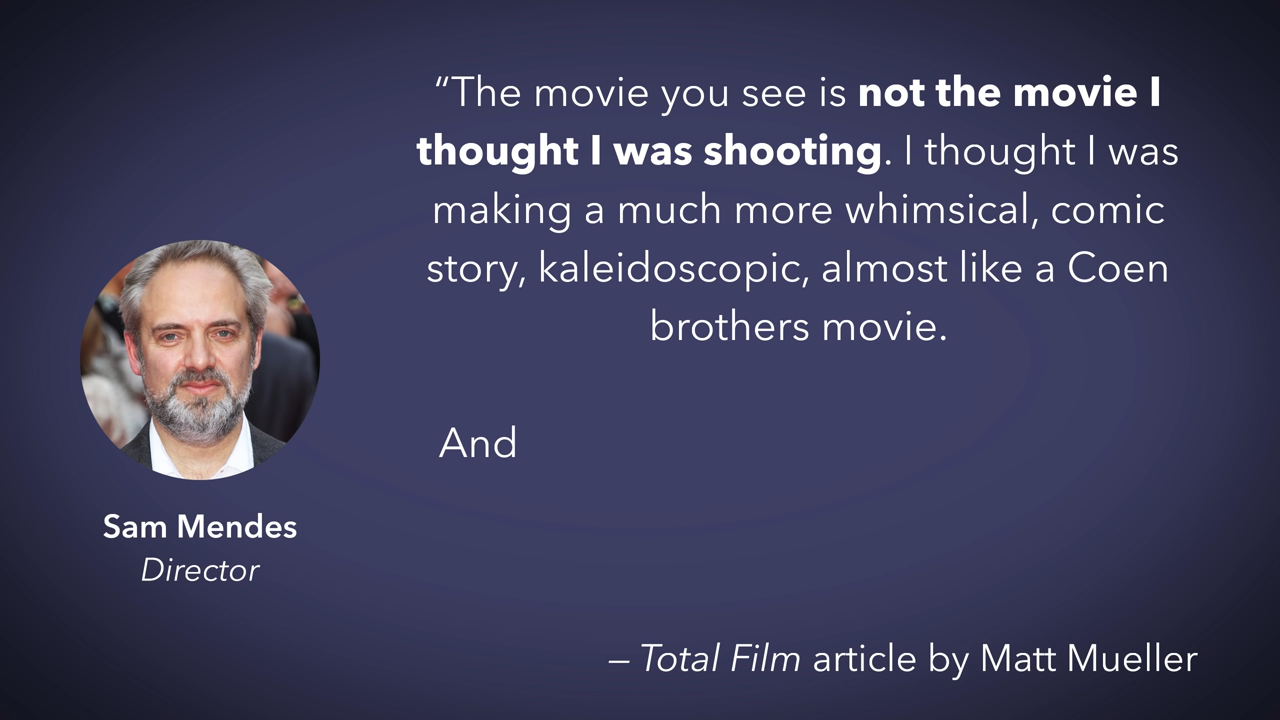 “The movie you see is not the movie I
thought I was shooting. I thought I was
making a much more whimsical, comic
story, kaleidoscopic, almost like a Coen
brothers movie.
And
Sam Mendes
Director
– Total Film article by Matt Mueller